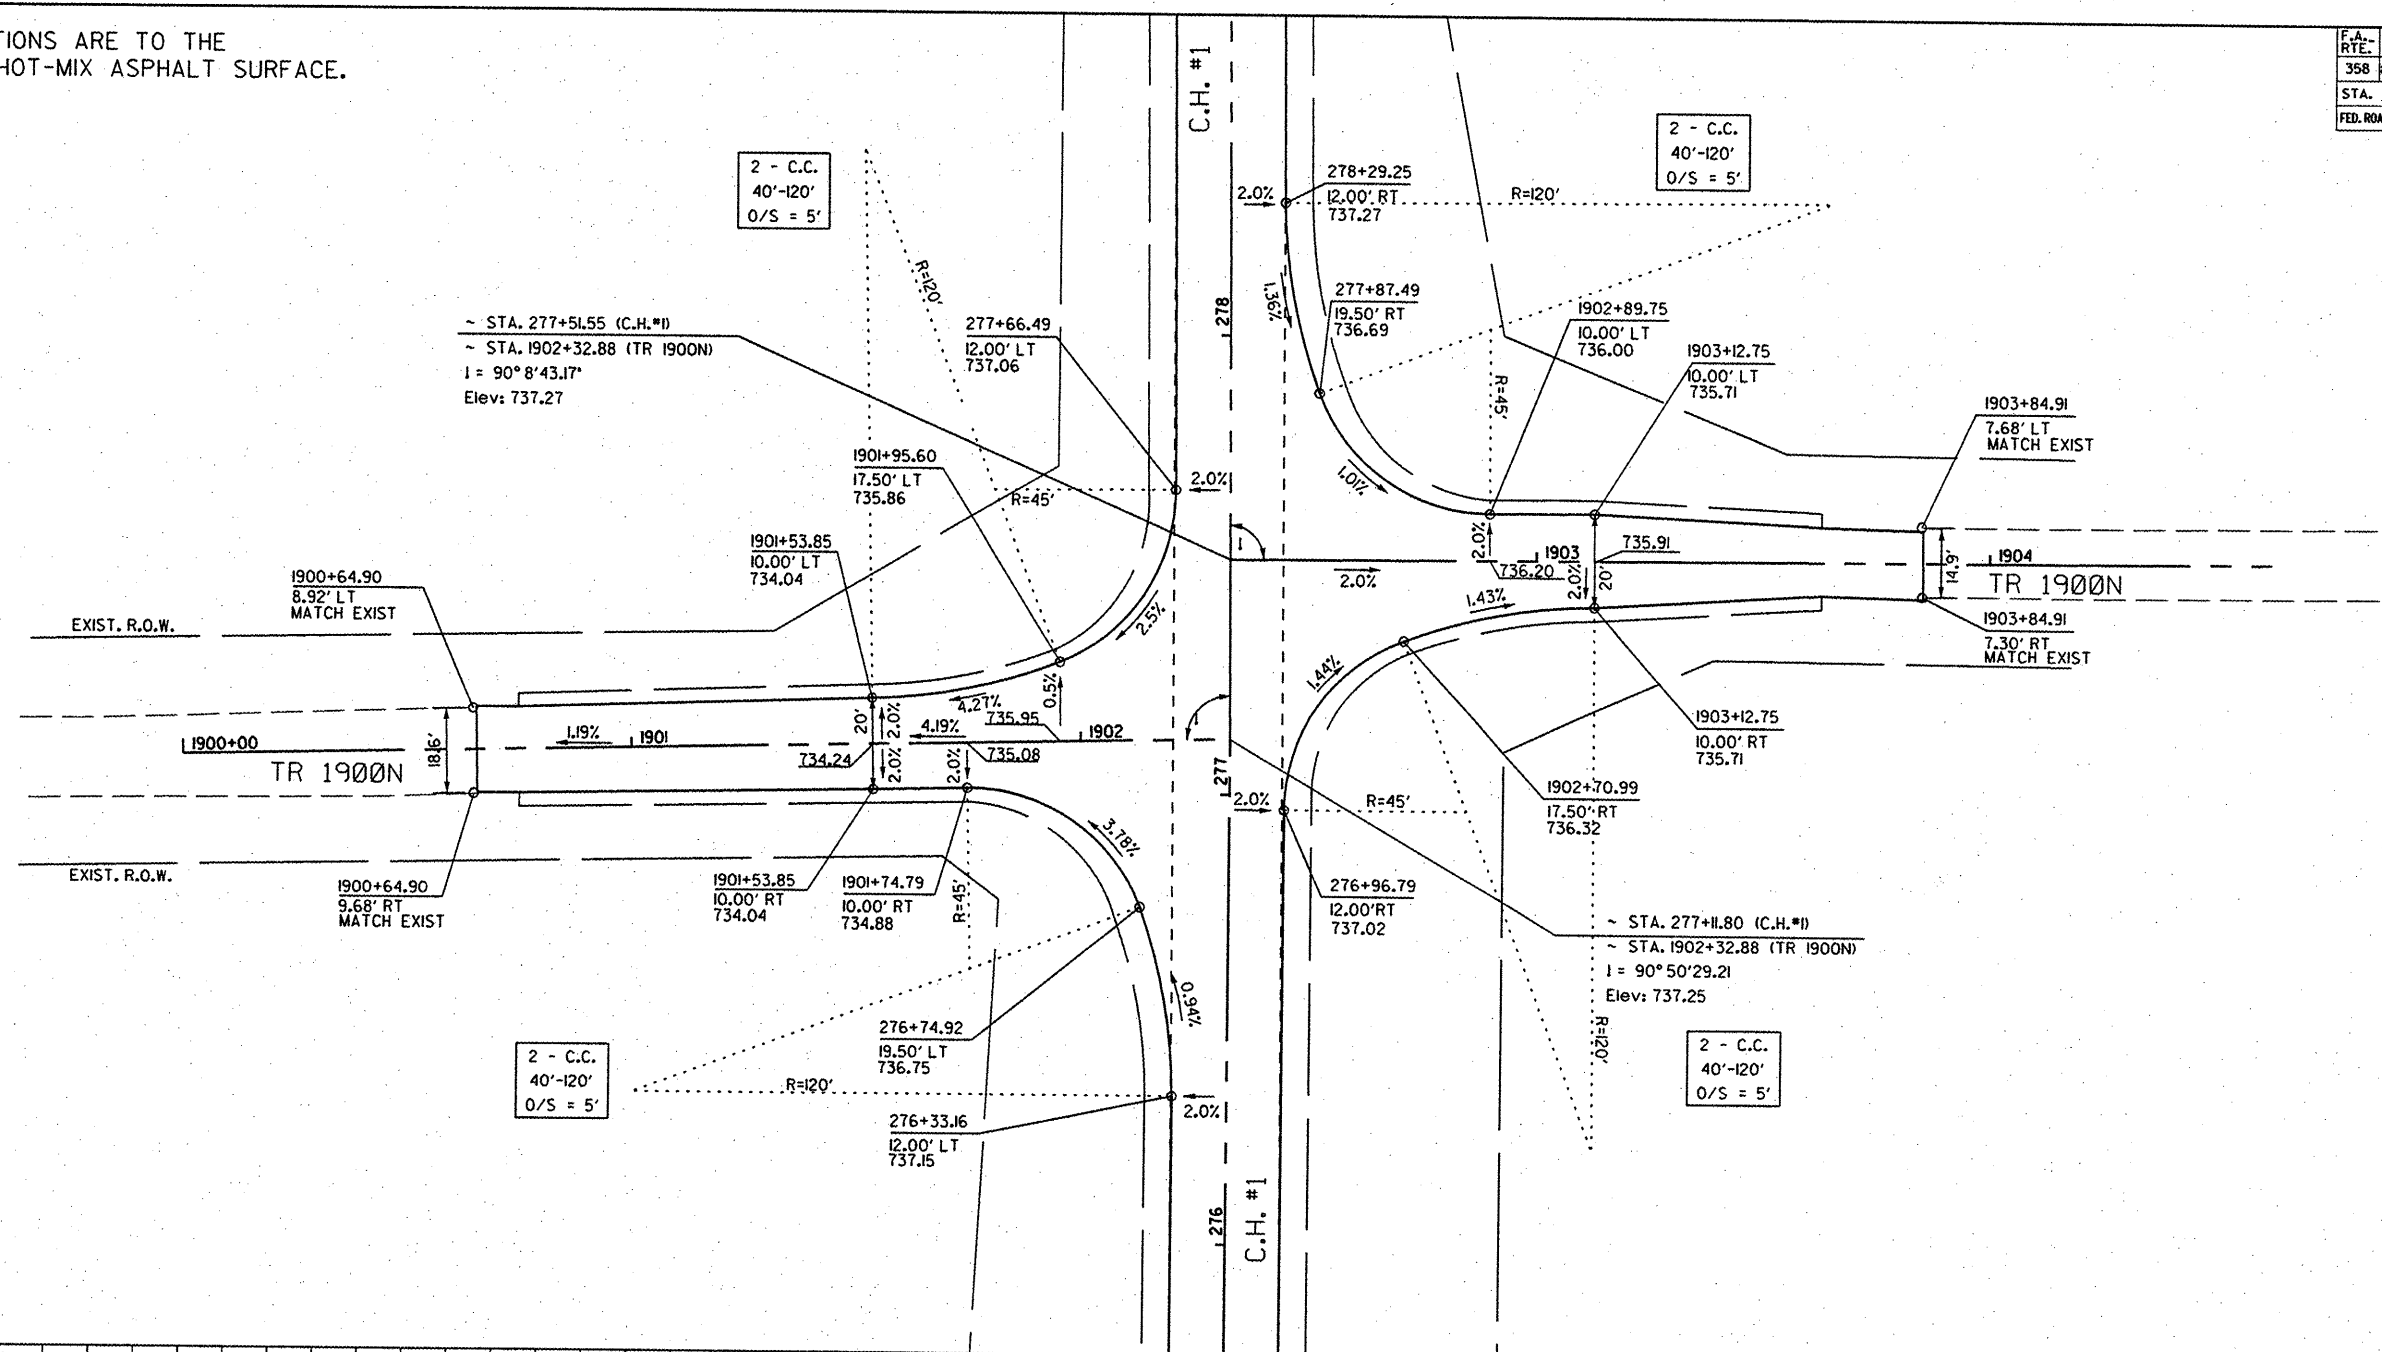 TIONS ARE TO THE
HOT-MIX ASPHALT SURFACE.
F.A.
RTE.
358
STA.
FED. ROA
C.H. #1
2 - C.C.
40'-120'
O/S = 5'
2 - C.C.
40'-120'
O/S = 5'
278+29.25
12.00' RT
737.27
2.0%
R=120'
R=120'
1.36%
277+87.49
19.50' RT
736.69
1902+89.75
10.00' LT
736.00
1903+12.75
10.00' LT
735.71
1903+84.91
7.68' LT
MATCH EXIST
~ STA. 277+51.55 (C.H.#1)
~ STA. 1902+32.88 (TR 1900N)
I = 90° 8'43.17"
Elev: 737.27
277+66.49
12.00' LT
737.06
278
R=45'
1901+95.60
17.50' LT
735.86
R=45'
2.0%
1.01%
1901+53.85
10.00' LT
734.04
1900+64.90
8.92' LT
MATCH EXIST
EXIST. R.O.W.
2.5%
I
2.0%
2.0%
736.20
1903
735.91
2.0%
20'
14.9'
1904
TR 1900N
1.43%
1903+84.91
7.30' RT
MATCH EXIST
1.44%
4.27%
0.5%
735.95
20'
2.0%
2.0%
1900+00
TR 1900N
18.6'
1.19%
1901
734.24
4.19%
2.0%
735.08
1902
I
277
2.0%
R=45'
1903+12.75
10.00' RT
735.71
1902+70.99
17.50' RT
736.32
EXIST. R.O.W.
1900+64.90
9.68' RT
MATCH EXIST
1901+53.85
10.00' RT
734.04
1901+74.79
10.00' RT
734.88
R=45'
3.78%
276+96.79
12.00'RT
737.02
~ STA. 277+11.80 (C.H.#1)
~ STA. 1902+32.88 (TR 1900N)
I = 90° 50'29.21
Elev: 737.25
R=120'
276+74.92
19.50' LT
736.75
0.94%
2 - C.C.
40'-120'
O/S = 5'
R=120'
2.0%
276+33.16
12.00' LT
737.15
2 - C.C.
40'-120'
O/S = 5'
276
C.H. #1